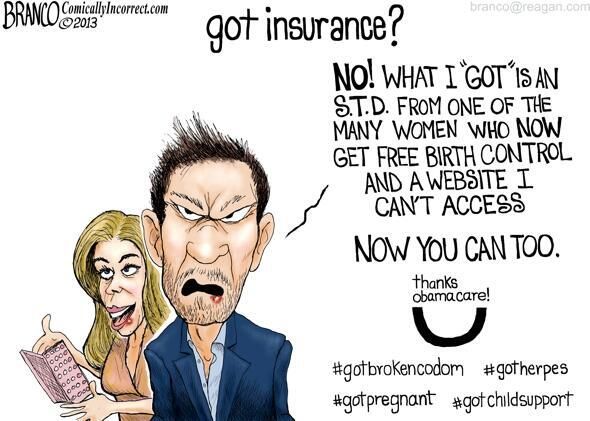 BRANCO ComicallyIncorrect.com
©2013
branco@reagan.com
got insurance?
NO! WHAT I "GOT" IS AN
S.T.D. FROM ONE OF THE
MANY WOMEN WHO NOW
GET FREE BIRTH CONTROL
AND A WEBSITE I
CAN'T ACCESS
NOW YOU CAN TOO.
thanks
obamacare!
#gotbrokencodom #gotherpes
#gotpregnant #gotchildsupport